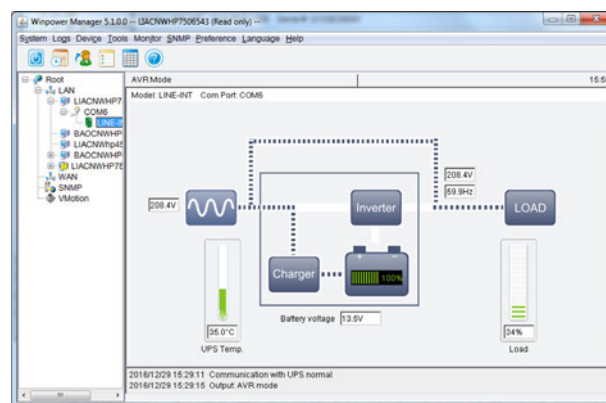 Winpower Manager 5.1.0.0 -- LIACNWHP7506543 (Read only) --
System Logs Device Tools Monitor SNMP Preference Language Help
Root
LAN
LIACNWHP7
COM6
LINE-IN
BAOCNWHP
LIACNWhp45
BAOCNWHP
LIACNWHP75
WAN
SNMP
VMotion
AVR Mode
Model: LINE-INT Com Port: COM6
208.4V
208.4V
59.9Hz
Inverter
LOAD
Charger
100%
Battery voltage 13.5V
35.0°C
UPS Temp.
34%
Load
2016/12/29 15:29:11 Communication with UPS normal
2016/12/29 15:29:15 Output: AVR mode